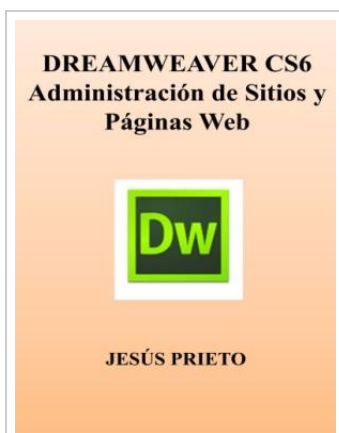 DREAMWEAVER CS6
Administración de Sitios y
Páginas Web
Dw
JESÚS PRIETO